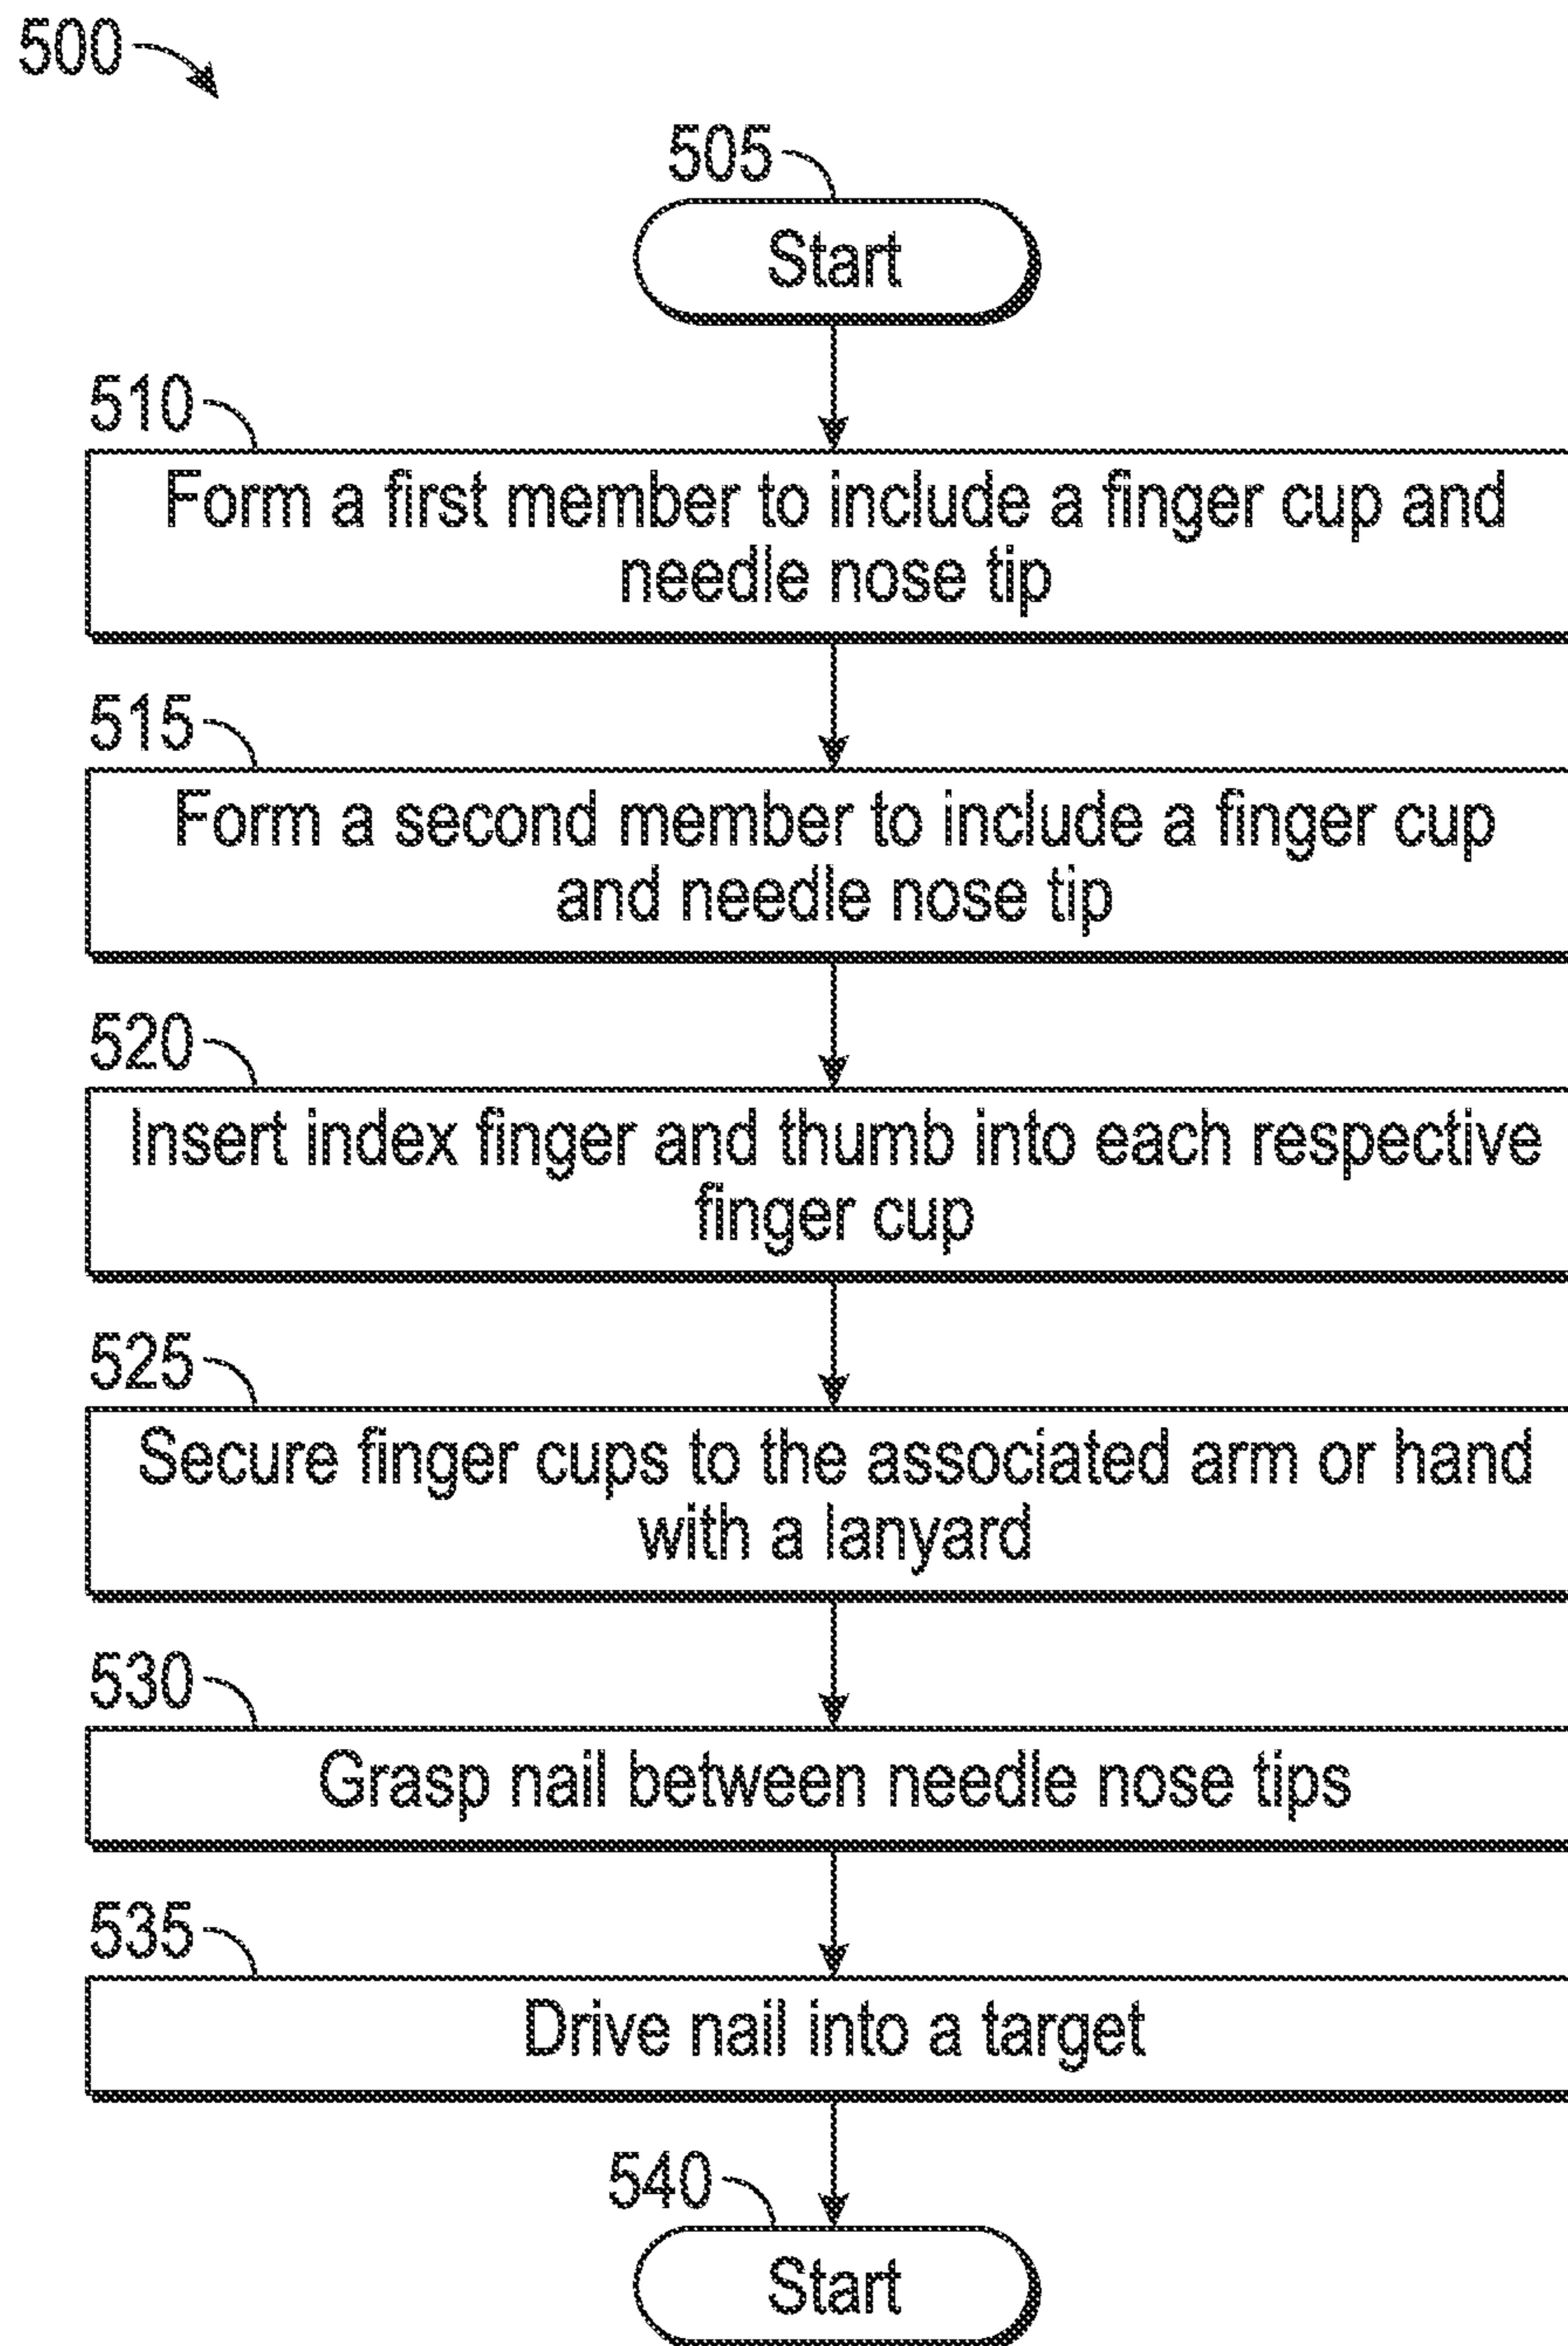 500
505
Start
510
Form a first member to include a finger cup and
needle nose tip
515
Form a second member to include a finger cup
and needle nose tip
520
Insert index finger and thumb into each respective
finger cup
525
Secure finger cups to the associated arm or hand
with a lanyard
530
Grasp nail between needle nose tips
535
Drive nail into a target
540
Start